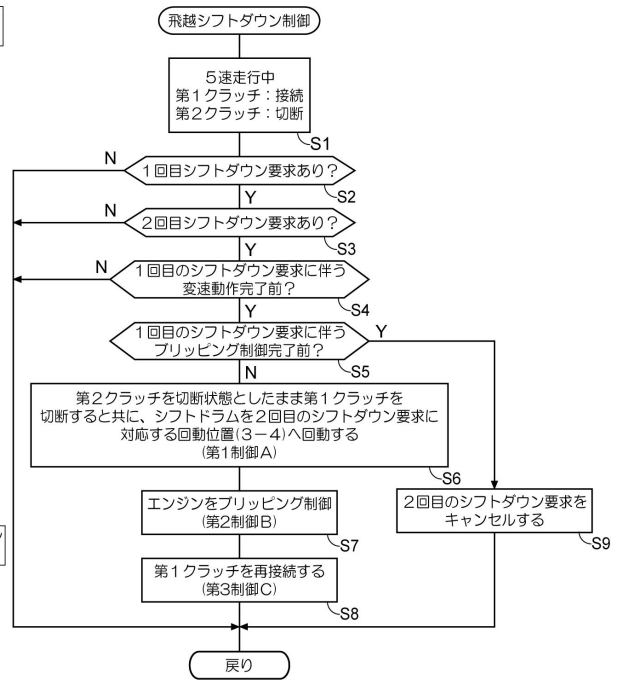 飛越シフトダウン制御
5速走行中
第1クラッチ：接続
第2クラッチ：切断
S1
N
1回目シフトダウン要求あり？
S2
Y
N
2回目シフトダウン要求あり？
S3
Y
N
1回目のシフトダウン要求に伴う
変速動作完了前？
S4
Y
1回目のシフトダウン要求に伴う
ブリッピング制御完了前？
Y
S5
N
第2クラッチを切断状態としたまま第1クラッチを
切断すると共に、シフトドラムを2回目のシフトダウン要求に
対応する回動位置(3－4)へ回動する
(第1制御A)
S6
エンジンをブリッピング制御
(第2制御B)
S7
2回目のシフトダウン要求を
キャンセルする
S9
第1クラッチを再接続する
(第3制御C)
S8
戻り